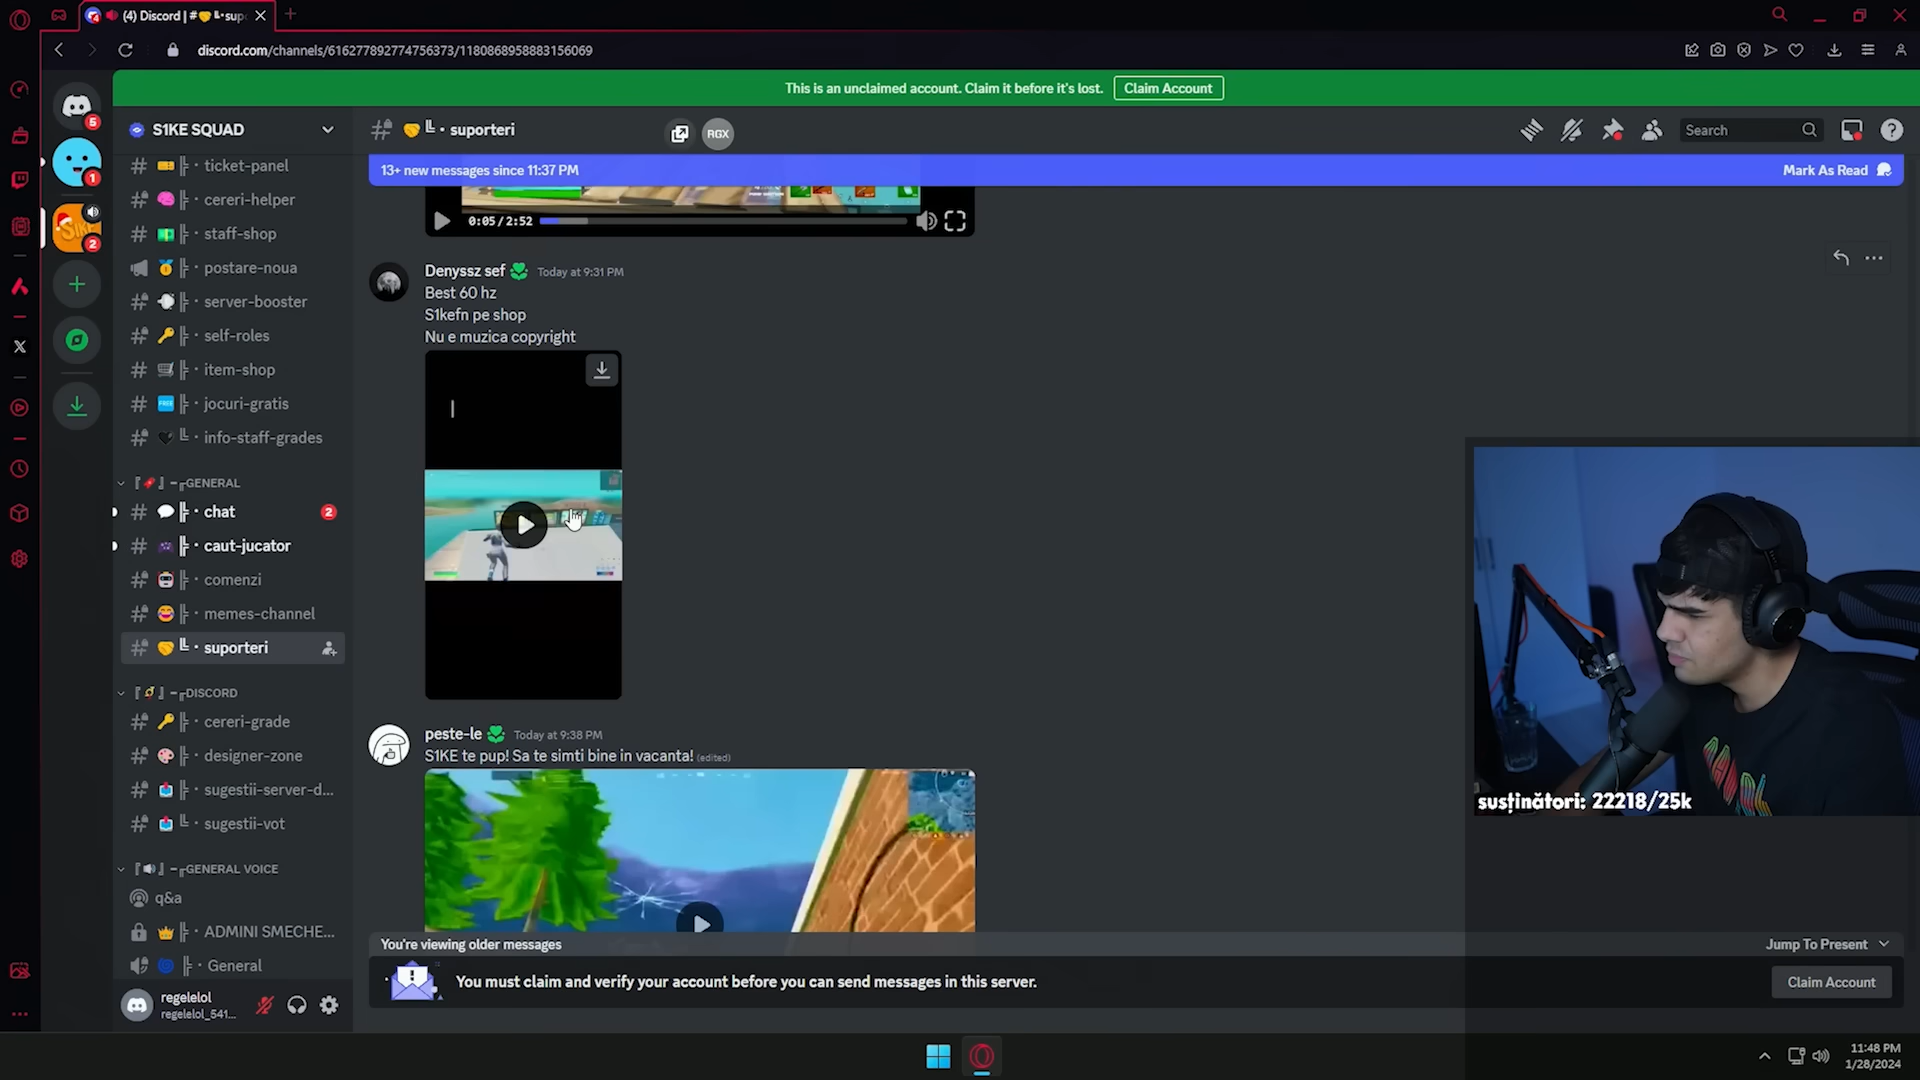 (4) Discord | #🤝╚・sup
discord.com/channels/616277892774756373/1180868958883156069
This is an unclaimed account. Claim it before it's lost.
Claim Account
5
1
2
S1KE SQUAD
ticket-panel
cereri-helper
staff-shop
postare-noua
server-booster
self-roles
item-shop
jocuri-gratis
info-staff-grades
GENERAL
chat
2
caut-jucator
comenzi
memes-channel
suporteri
DISCORD
cereri-grade
designer-zone
sugestii-server-d...
sugestii-vot
GENERAL VOICE
q&a
ADMINI SMECHE...
General
regelelol
regelelol_541...
suporteri
RGX
Search
13+ new messages since 11:37 PM
Mark As Read
0:05 / 2:52
Denyssz sef
Today at 9:31 PM
Best 60 hz
S1kefn pe shop
Nu e muzica copyright
peste-le
Today at 9:38 PM
S1KE te pup! Sa te simti bine in vacanta! (edited)
You're viewing older messages
Jump To Present
You must claim and verify your account before you can send messages in this server.
Claim Account
susținători: 22218/25k
11:48 PM
1/28/2024